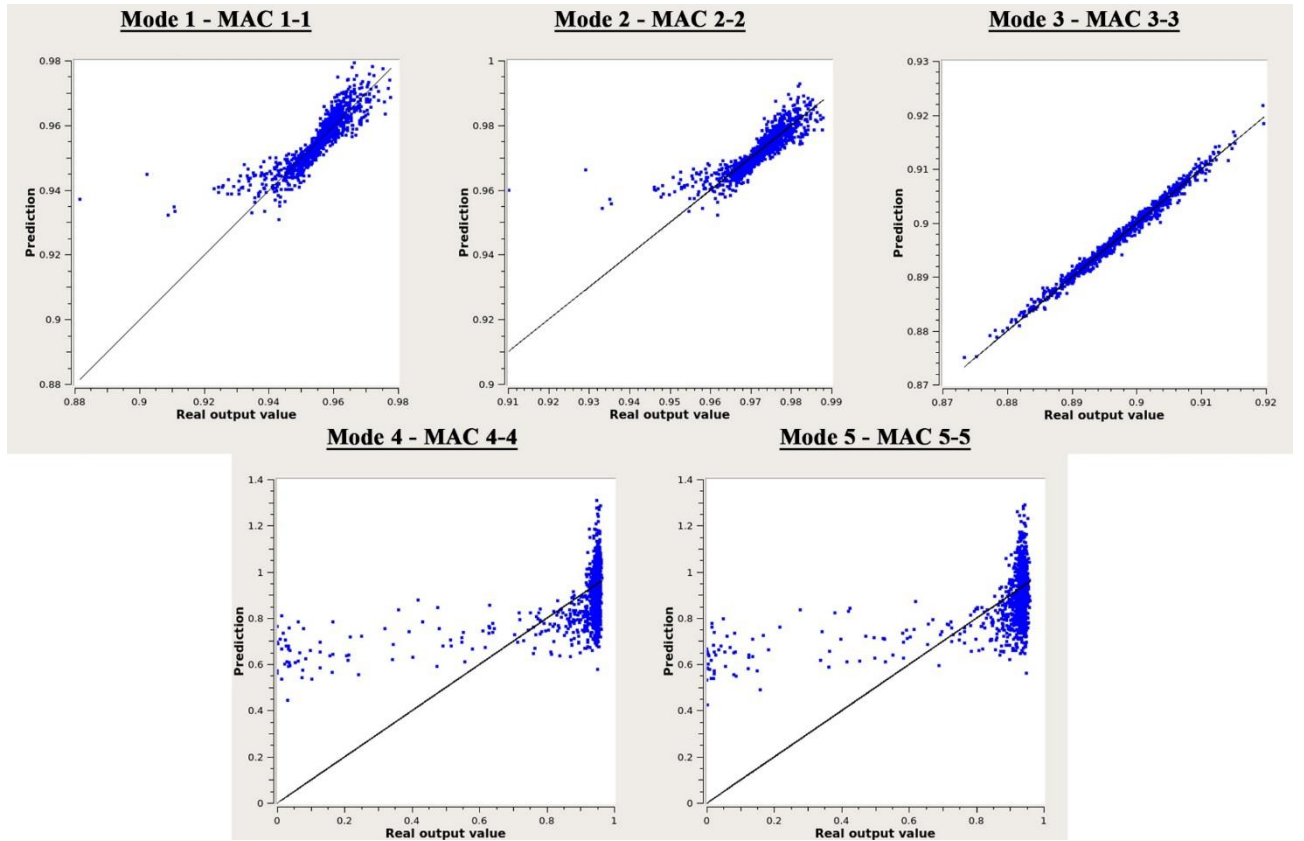 Mode 1 - MAC 1-1
Mode 2 - MAC 2-2
Mode 3 - MAC 3-3
0.98
0.96
0.94
0.92
0.9
0.88
Prediction
0.88 0.9 0.92 0.94 0.96 0.98
Real output value
1
0.98
0.96
0.94
0.92
0.9
Prediction
0.91 0.92 0.93 0.94 0.95 0.96 0.97 0.98 0.99
Real output value
0.93
0.92
0.91
0.9
0.89
0.88
0.87
Prediction
0.87 0.88 0.89 0.9 0.91 0.92
Real output value
Mode 4 - MAC 4-4
Mode 5 - MAC 5-5
1.4
1.2
1
0.8
0.6
0.4
0.2
0
Prediction
0 0.2 0.4 0.6 0.8 1
Real output value
1.4
1.2
1
0.8
0.6
0.4
0.2
0
Prediction
0 0.2 0.4 0.6 0.8 1
Real output value